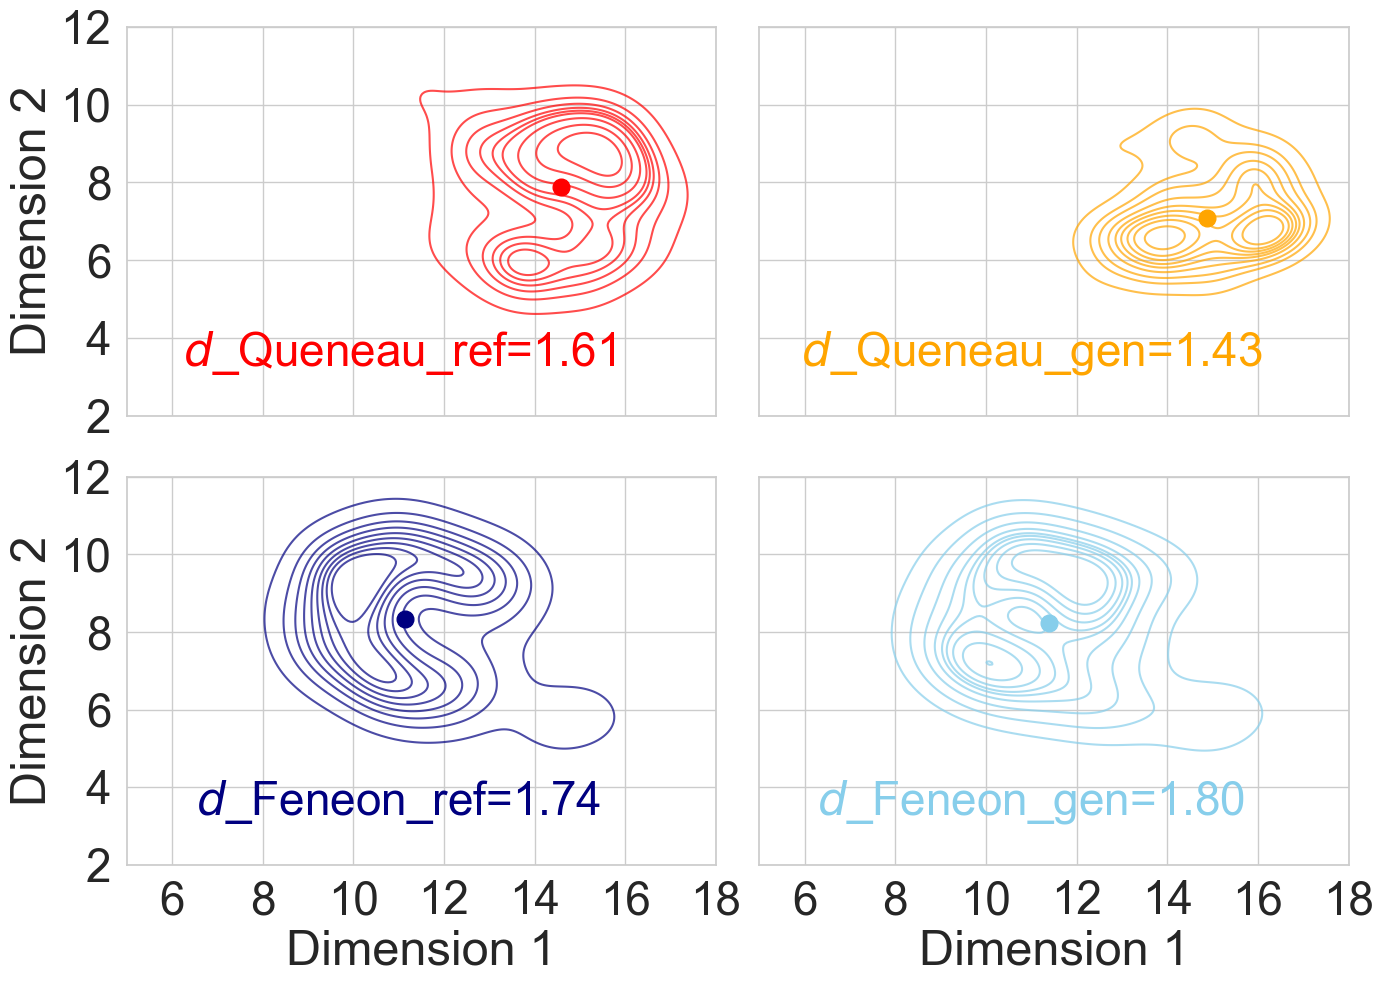 12
10
8
6
4
2
Dimension 2
d_Queneau_ref=1.61
d_Queneau_gen=1.43
12
10
8
6
4
2
Dimension 2
d_Feneon_ref=1.74
d_Feneon_gen=1.80
6 8 10 12 14 16 18
6 8 10 12 14 16 18
Dimension 1
Dimension 1